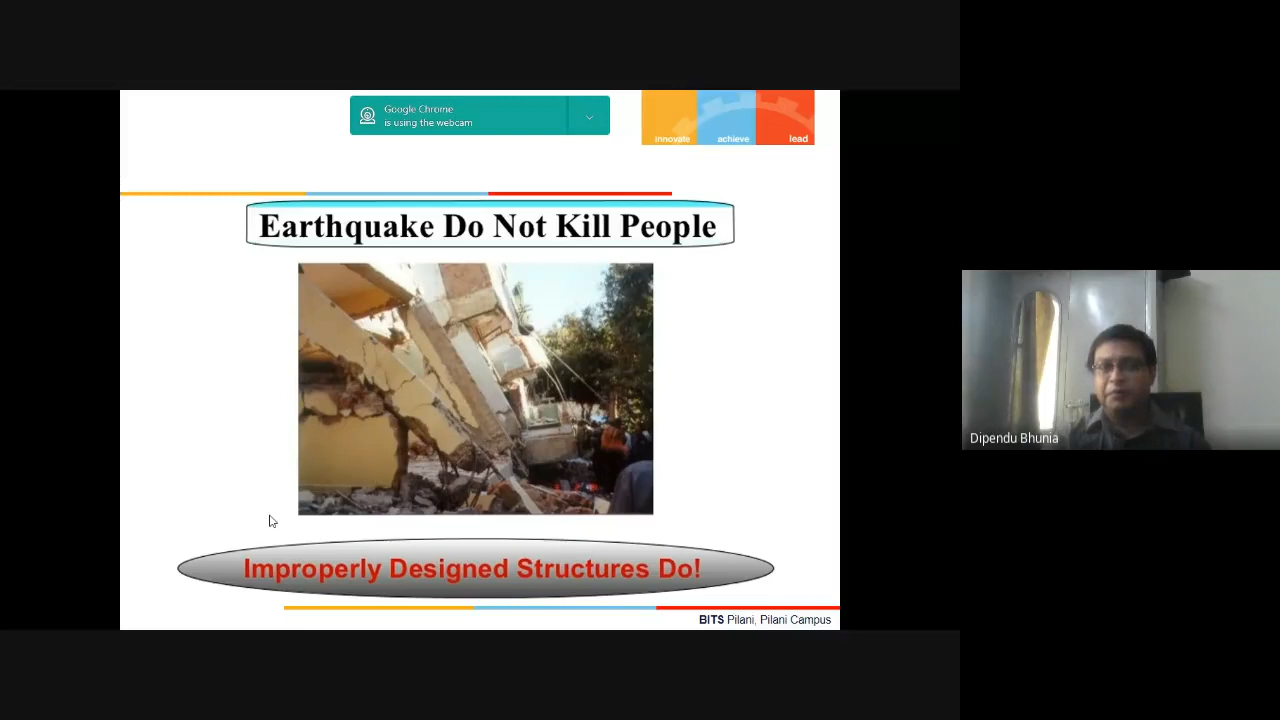 Google Chrome
is using the webcam
innovate achieve lead
Earthquake Do Not Kill People
Improperly Designed Structures Do!
BITS Pilani, Pilani Campus
Dipendu Bhunia